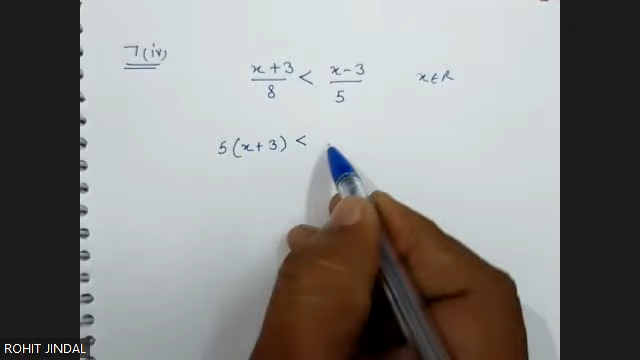 7(iv)
x+3/8 < x-3/5 x∈R
5(x+3) <
ROHIT JINDAL